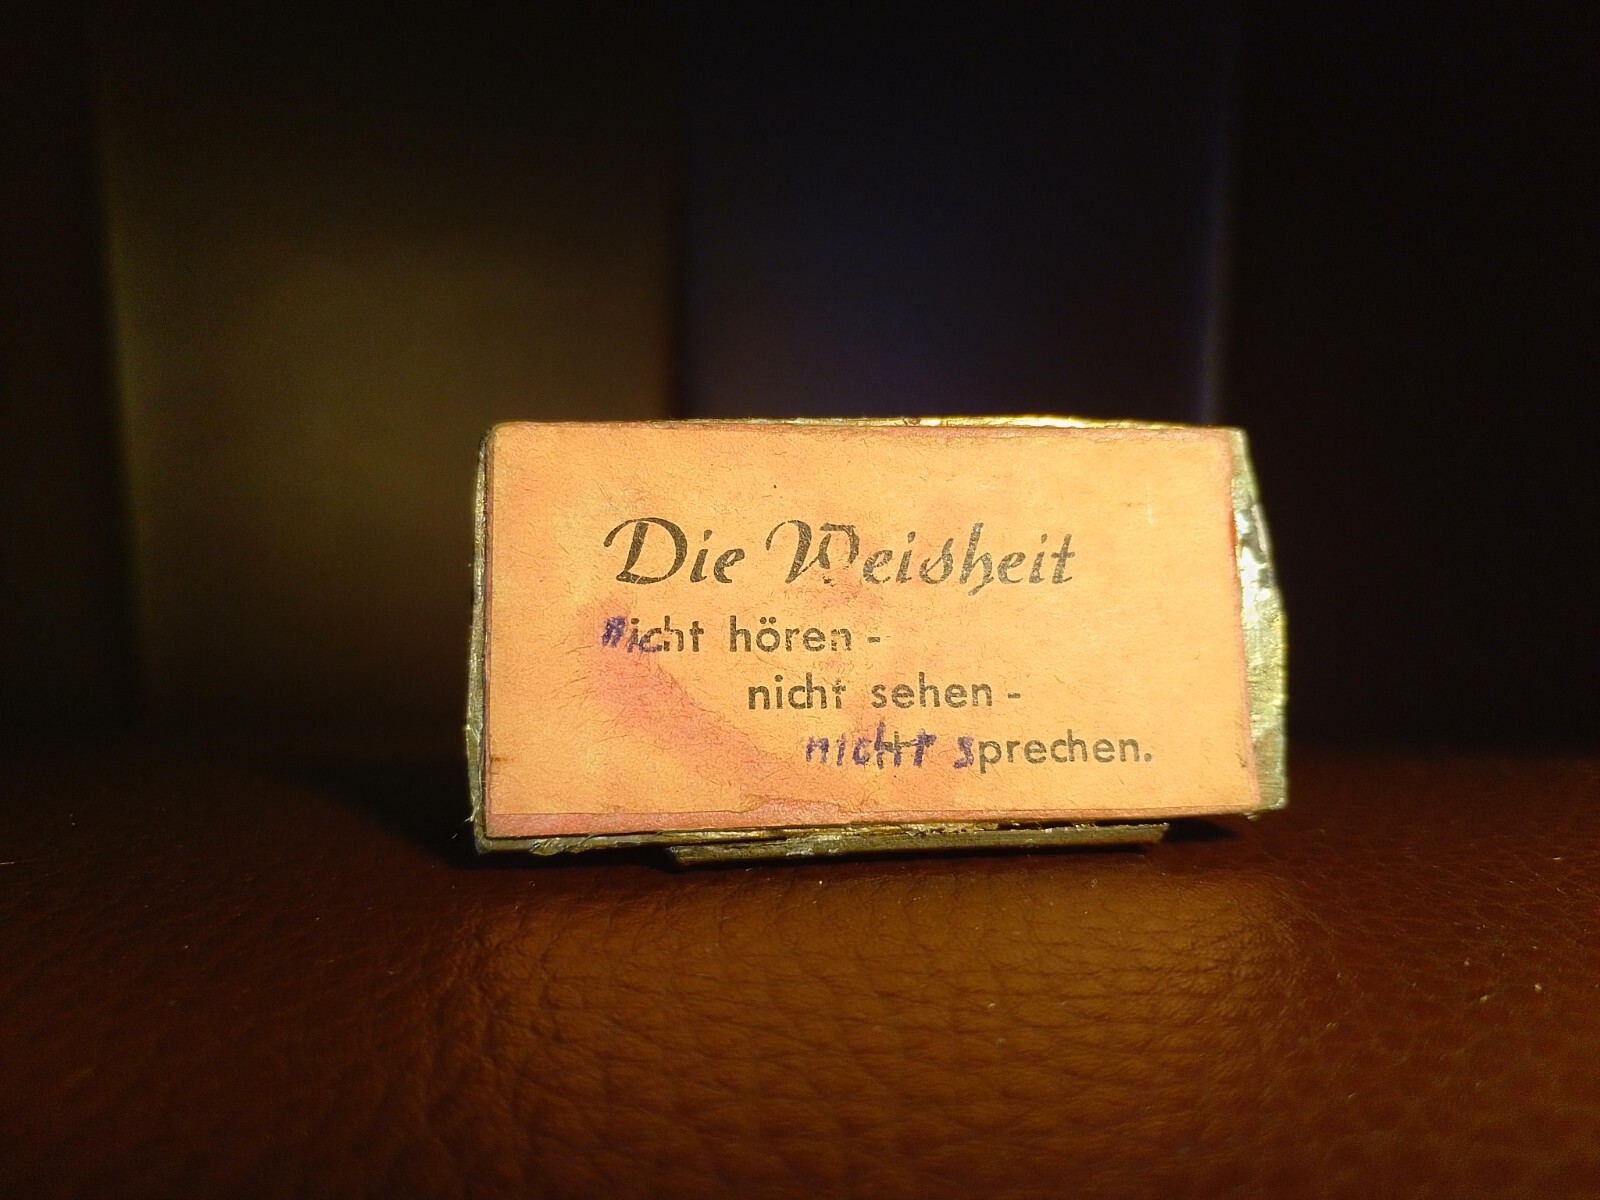 Die Weisheit
nicht hören -
nicht sehen -
nicht sprechen.